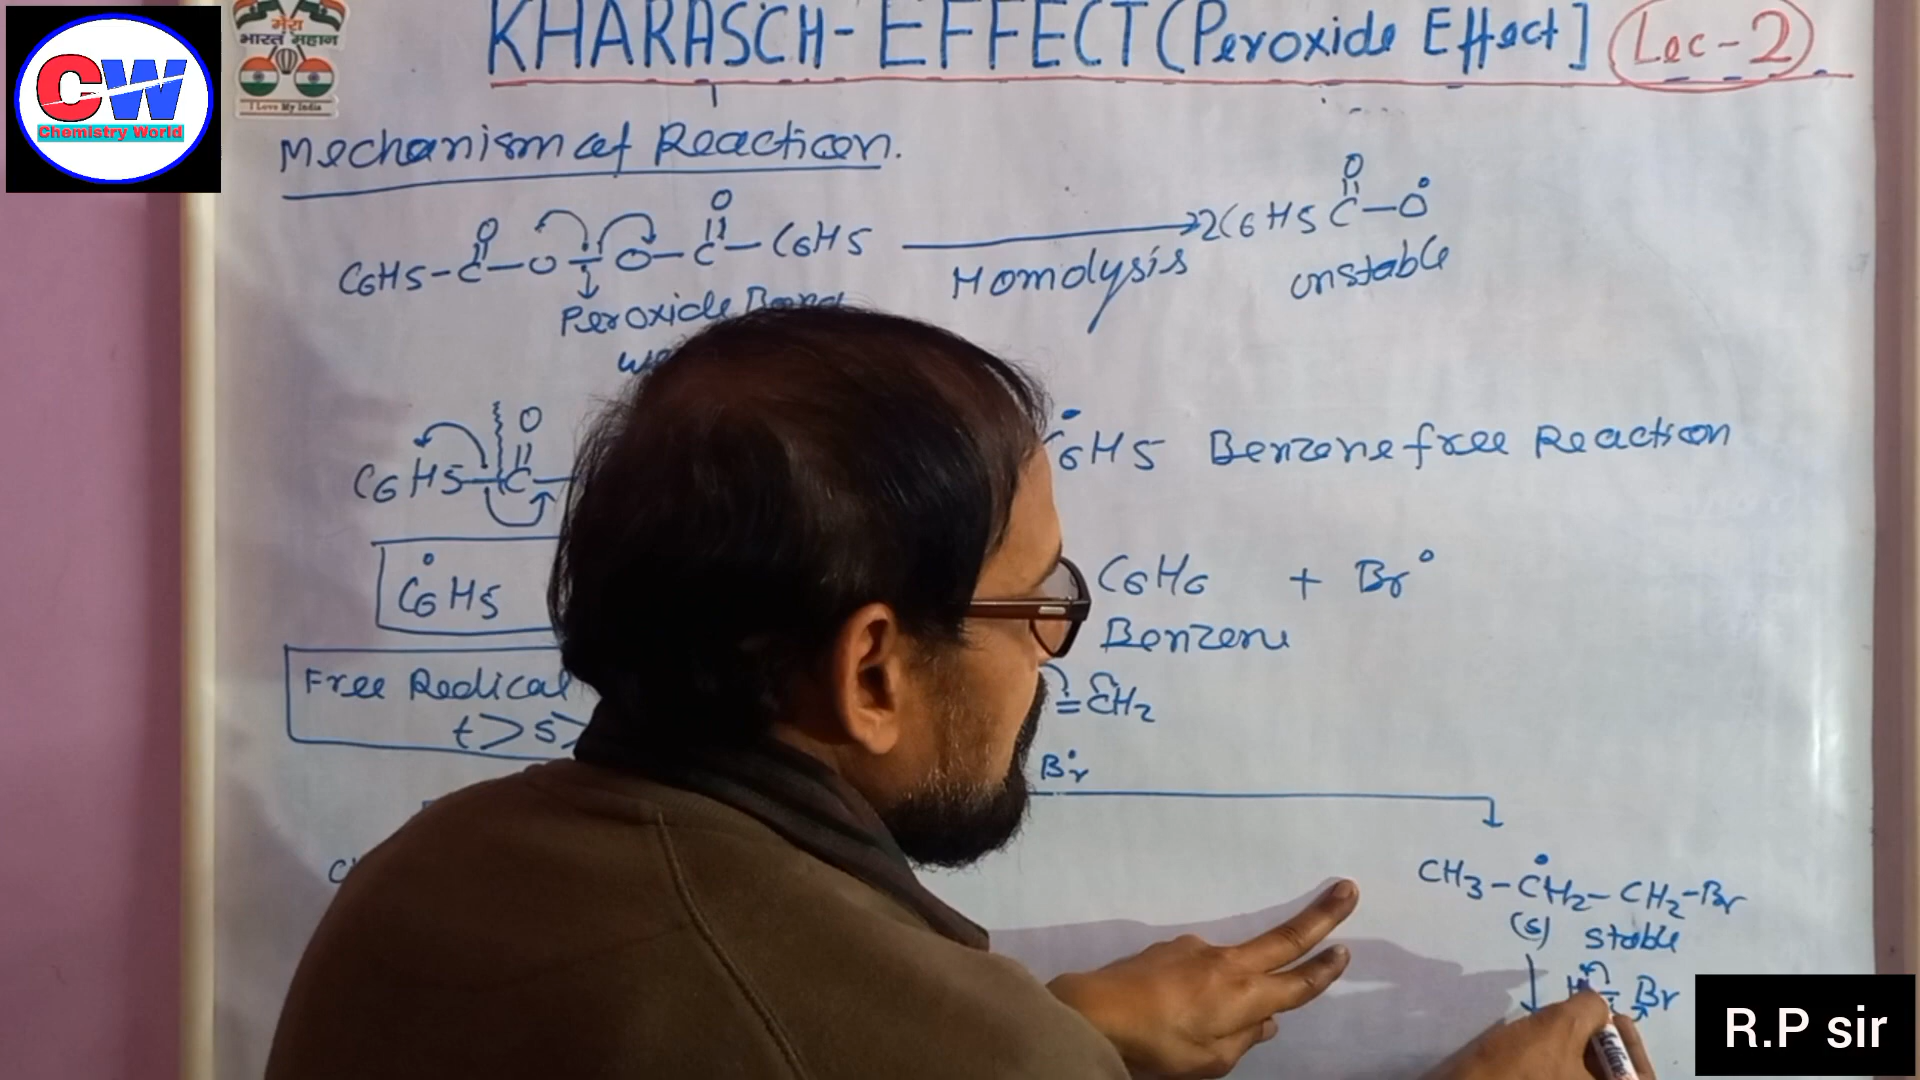 CW
Chemistry World
मेरा
भारत महान
I Love My India
KHARASCH-EFFECT (Peroxide Effect] Lec-2
Mechanism of Reaction.
C6H5-C-O-O-C-C6H5 → 2C6H5 C-O•
O O O
Homolysis unstable
Peroxide Bond
C6H5-C-
O
C6H5 Benzene free Reaction
C6H5
C6H6 + Br•
Benzene
Free Redical
t>s>
=CH2
Br
CH3-CH2-CH2-Br
(s) stable
H-Br
R.P sir